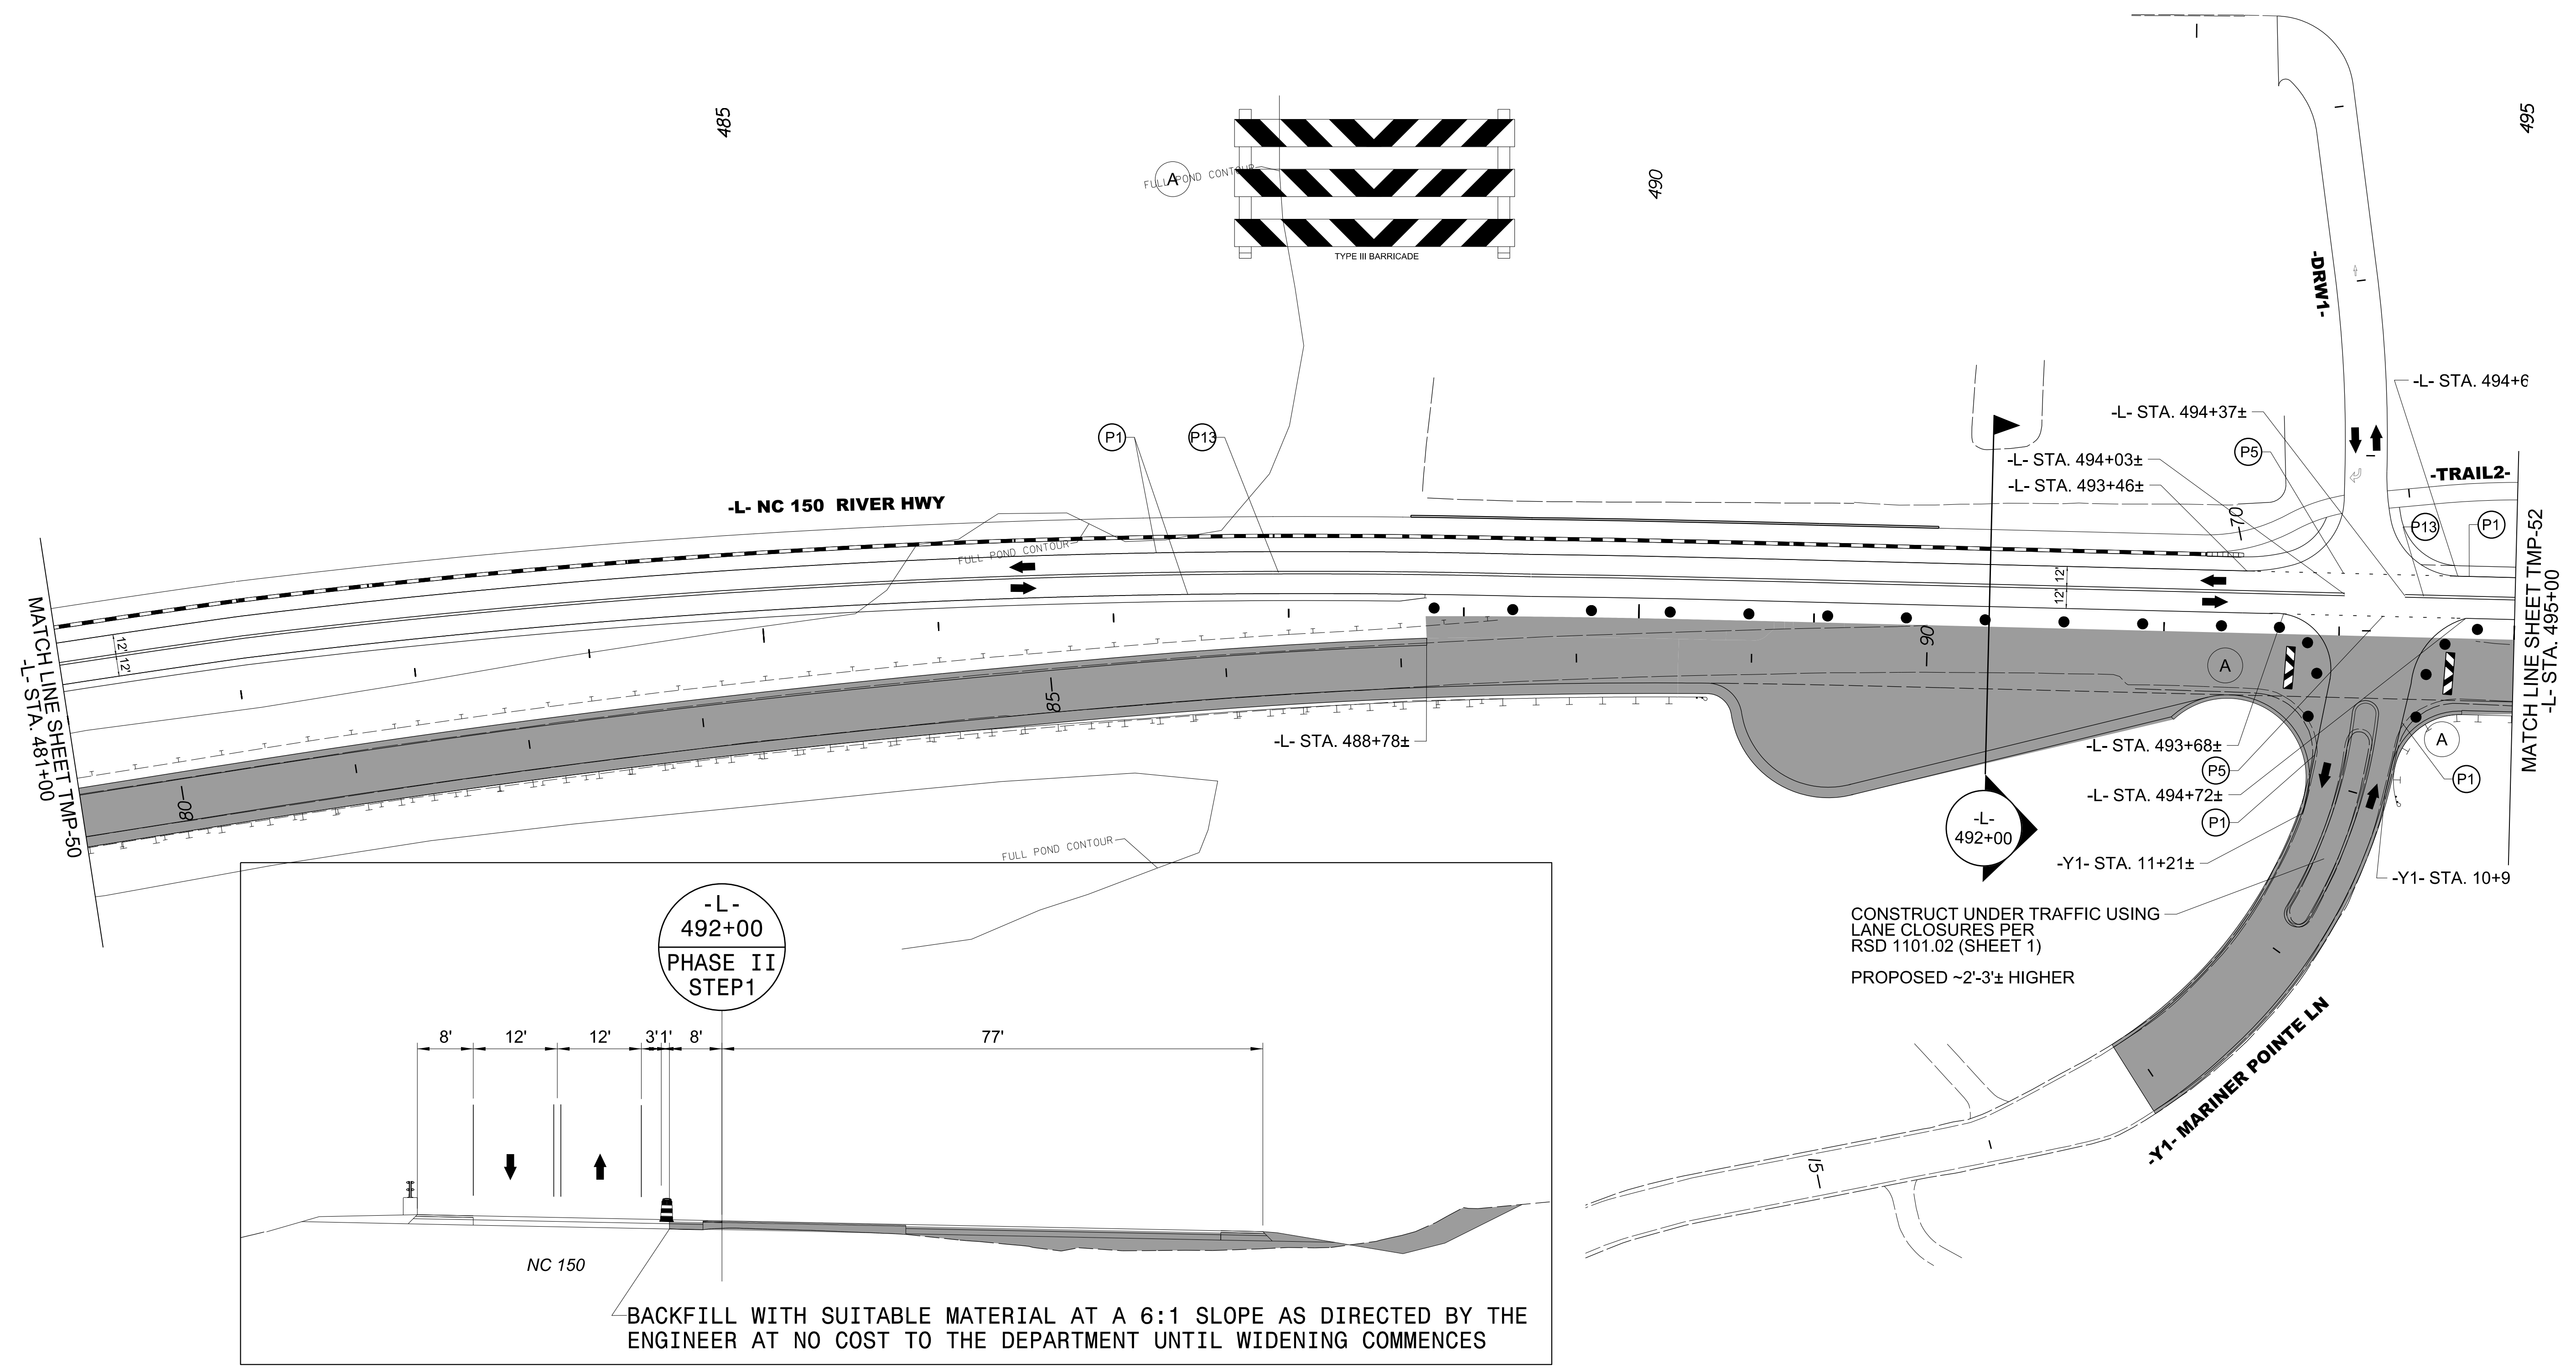 485
495
A
FULL POND CONTOUR
490
TYPE III BARRICADE
-DRW1-
-L- STA. 494+6
-L- STA. 494+37±
P1
P13
-L- STA. 494+03±
P5
-L- STA. 493+46±
-TRAIL2-
-L- NC 150 RIVER HWY
70
P13
P1
FULL POND CONTOUR
12'
12'
MATCH LINE SHEET TMP-50
-L- STA. 481+00
12'
12'
MATCH LINE SHEET TMP-52
-L- STA. 495+00
90
A
85
80
-L- STA. 488+78±
-L- STA. 493+68±
A
P5
P1
-L- STA. 494+72±
P1
-L-
492+00
FULL POND CONTOUR
-Y1- STA. 11+21±
-Y1- STA. 10+9
CONSTRUCT UNDER TRAFFIC USING
LANE CLOSURES PER
RSD 1101.02 (SHEET 1)
PROPOSED ~2'-3'± HIGHER
-L-
492+00
PHASE II
STEP1
8'
12'
12'
3'
1'
8'
77'
-Y1- MARINER POINTE LN
15
NC 150
BACKFILL WITH SUITABLE MATERIAL AT A 6:1 SLOPE AS DIRECTED BY THE
ENGINEER AT NO COST TO THE DEPARTMENT UNTIL WIDENING COMMENCES